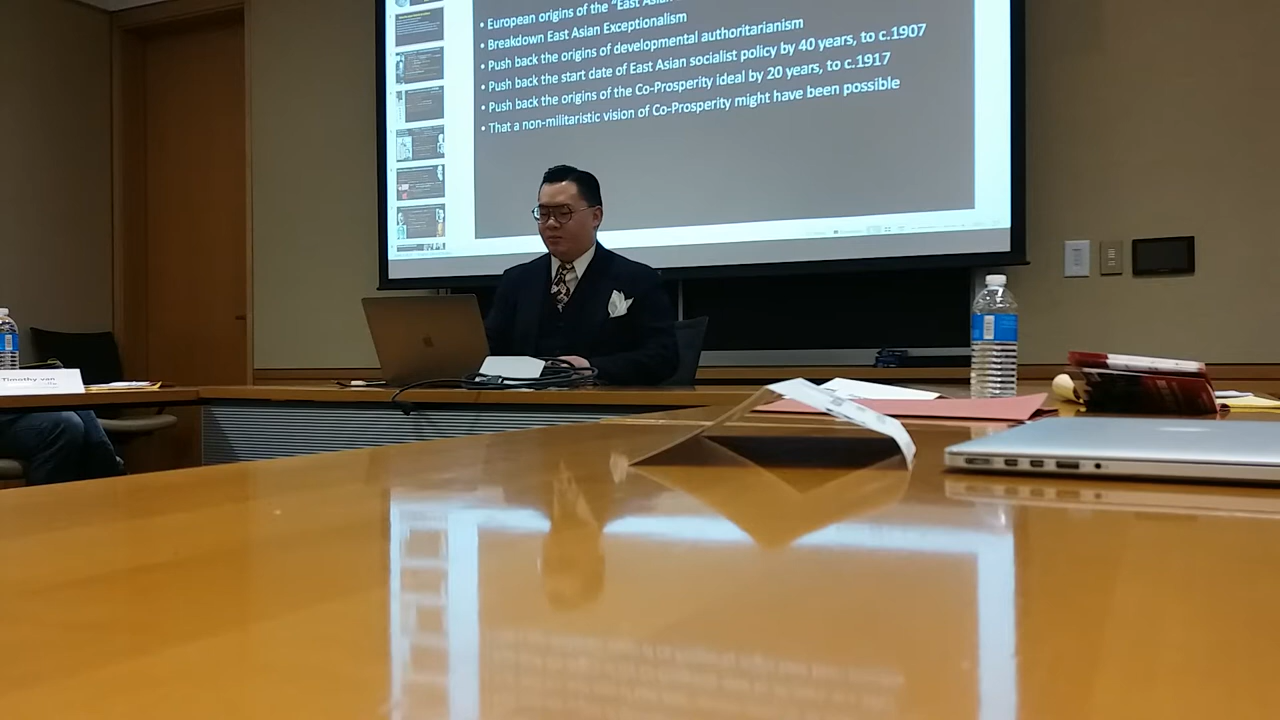 • European origins of the "East Asian
• Breakdown East Asian Exceptionalism
• Push back the origins of developmental authoritarianism
• Push back the start date of East Asian socialist policy by 40 years, to c.1907
• Push back the origins of the Co-Prosperity ideal by 20 years, to c.1917
• That a non-militaristic vision of Co-Prosperity might have been possible
Timothy van